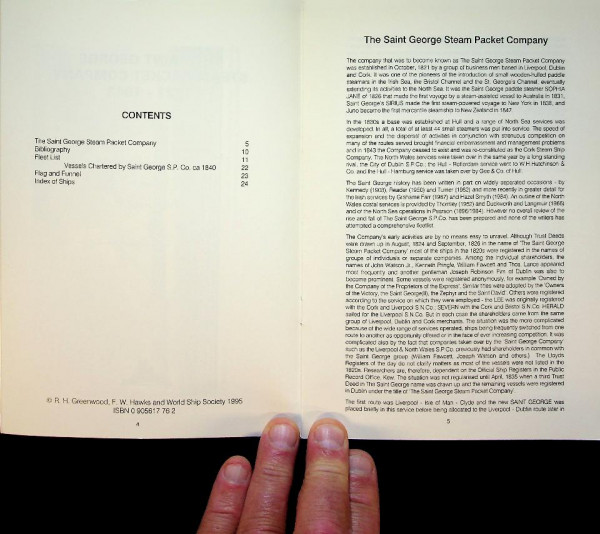 CONTENTS
The Saint George Steam Packet Company 5
Bibliography 10
Fleet List 11
Vessels Chartered by Saint George S.P. Co. ca 1840 22
Flag and Funnel 23
Index of Ships 24
© R. H. Greenwood, F. W. Hawks and World Ship Society 1995
ISBN 0 905617 76 2
4
The Saint George Steam Packet Company
The company that was to become known as 'The Saint George Steam Packet Company'
was established in October, 1821 by a group of business men based in Liverpool, Dublin
and Cork. It was one of the pioneers of the introduction of small wooden-hulled paddle
steamers in the Irish Sea, the Bristol Channel and the St. George's Channel, eventually
extending its activities to the North Sea. It was the Saint George paddle steamer SOPHIA
JANE of 1826 that made the first voyage by a steam-assisted vessel to Australia in 1831,
Saint George's SIRIUS made the first steam-powered voyage to New York in 1838, and
Juno became the first mercantile steamship to New Zealand in 1847.
In the 1830s a base was established at Hull and a range of North Sea services was
developed. In all, a total of at least 44 small steamers was put into service. The speed of
expansion and the dispersal of activities in conjunction with strenuous competition on
many of the routes served brought financial embarrassment and management problems
and in 1843 the Company ceased to exist and was re-constituted as the Cork Steam Ship
Company. The North Wales services were taken over in the same year by a long standing
rival, the City of Dublin S.P.Co.; the Hull - Rotterdam service went to W.H.Hutchinson &
Co. and the Hull - Hamburg service was taken over by Gee & Co. of Hull.
The Saint George history has been written in part on widely separated occasions - by
Kennedy (1903), Reader (1950) and Turner (1952) and more recently in greater detail for
the Irish services by Grahame Farr (1967) and Hazel Smyth (1984). An outline of the North
Wales coastal services is provided by Thornley (1952) and Duckworth and Langmuir (1968)
and of the North Sea operations in Pearson (1896/1984). However no overall review of the
rise and fall of The Saint George S.P.Co. has been prepared and none of the writers has
attempted a comprehensive fleetlist.
The Company's early activities are by no means easy to unravel. Although Trust Deeds
were drawn up in August, 1824 and September, 1826 in the name of 'The Saint George
Steam Packet Company' most of the ships in the 1820s were registered in the names of
groups of individuals or separate companies. Among the individual shareholders, the
names of John Watson Jr., Kenneth Pringle, William Fawcett and Thos. Lance appeared
most frequently and another gentleman Joseph Robinson Pim of Dublin was also to
become prominent. Some vessels were registered anonymously, for example 'Owned by
the Company of the Proprietors of the Express'. Similar titles were adopted by the 'Owners
of the Victory, the Saint George(II), the Zephyr and the Saint David'. Others were registered
according to the service on which they were employed - the LEE was originally registered
with the Cork and Liverpool S.N.Co., SEVERN with the Cork and Bristol S.N.Co. HERALD
sailed for the Liverpool S.N.Co. But in each case the shareholders came from the same
group of Liverpool, Dublin and Cork merchants. The situation was the more complicated
because of the wide range of services operated, ships being frequently switched from one
route to another as opportunity offered or in the face of ever increasing competition. It was
complicated also by the fact that companies taken over by the 'Saint George Company'
such as the Liverpool & North Wales S.P.Co. previously had shareholders in common with
the Saint George group (William Fawcett, Joseph Watson and others.) The Lloyds
Registers of the day do not clarify matters as most of the vessels were not listed in the
1820s. Researchers are, therefore, dependent on the Official Ship Registers in the Public
Record Office, Kew. The situation was not regularised until April, 1835 when a third Trust
Deed in The Saint George name was drawn up and the remaining vessels were registered
in Dublin under the title of 'The Saint George Steam Packet Company'.
The first route was Liverpool - Isle of Man - Clyde and the new SAINT GEORGE was
placed briefly in this service before being allocated to the Liverpool - Dublin route later in
5